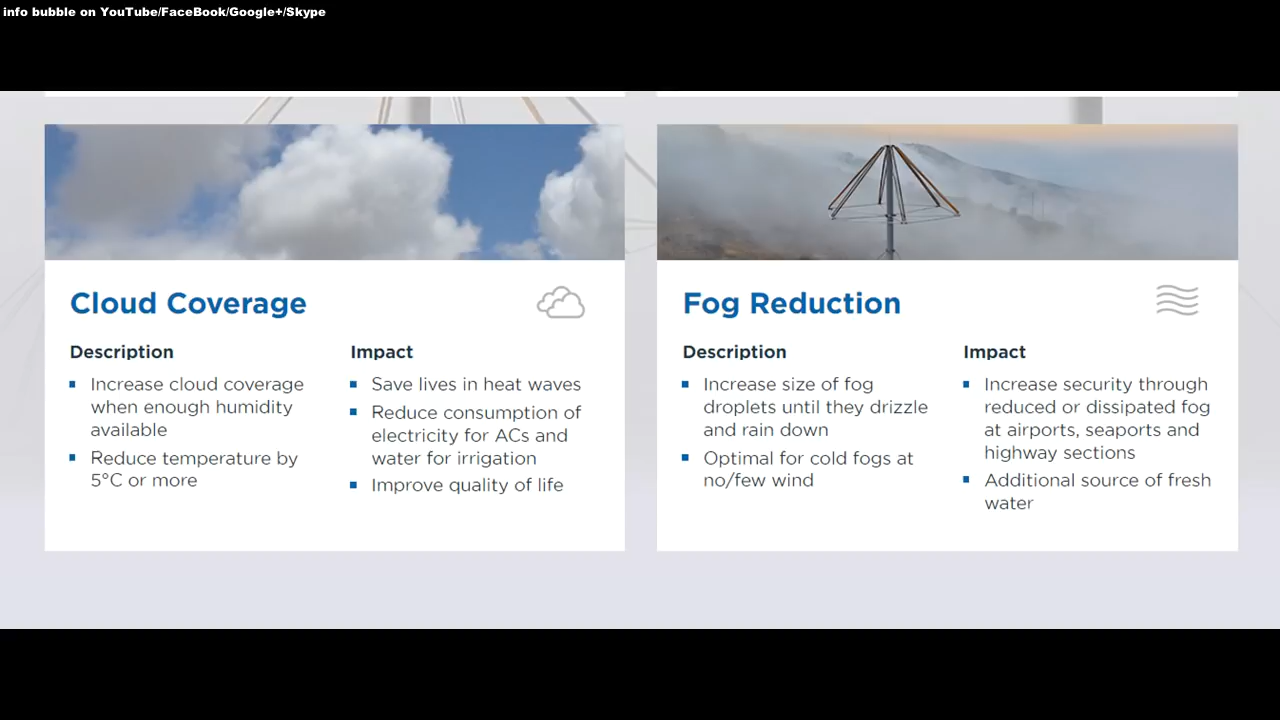 info bubble on YouTube/FaceBook/Google+/Skype
Cloud Coverage
Description
Increase cloud coverage
when enough humidity
available
Reduce temperature by
5°C or more
Impact
Save lives in heat waves
Reduce consumption of
electricity for ACs and
water for irrigation
Improve quality of life
Fog Reduction
Description
Increase size of fog
droplets until they drizzle
and rain down
Optimal for cold fogs at
no/few wind
Impact
Increase security through
reduced or dissipated fog
at airports, seaports and
highway sections
Additional source of fresh
water